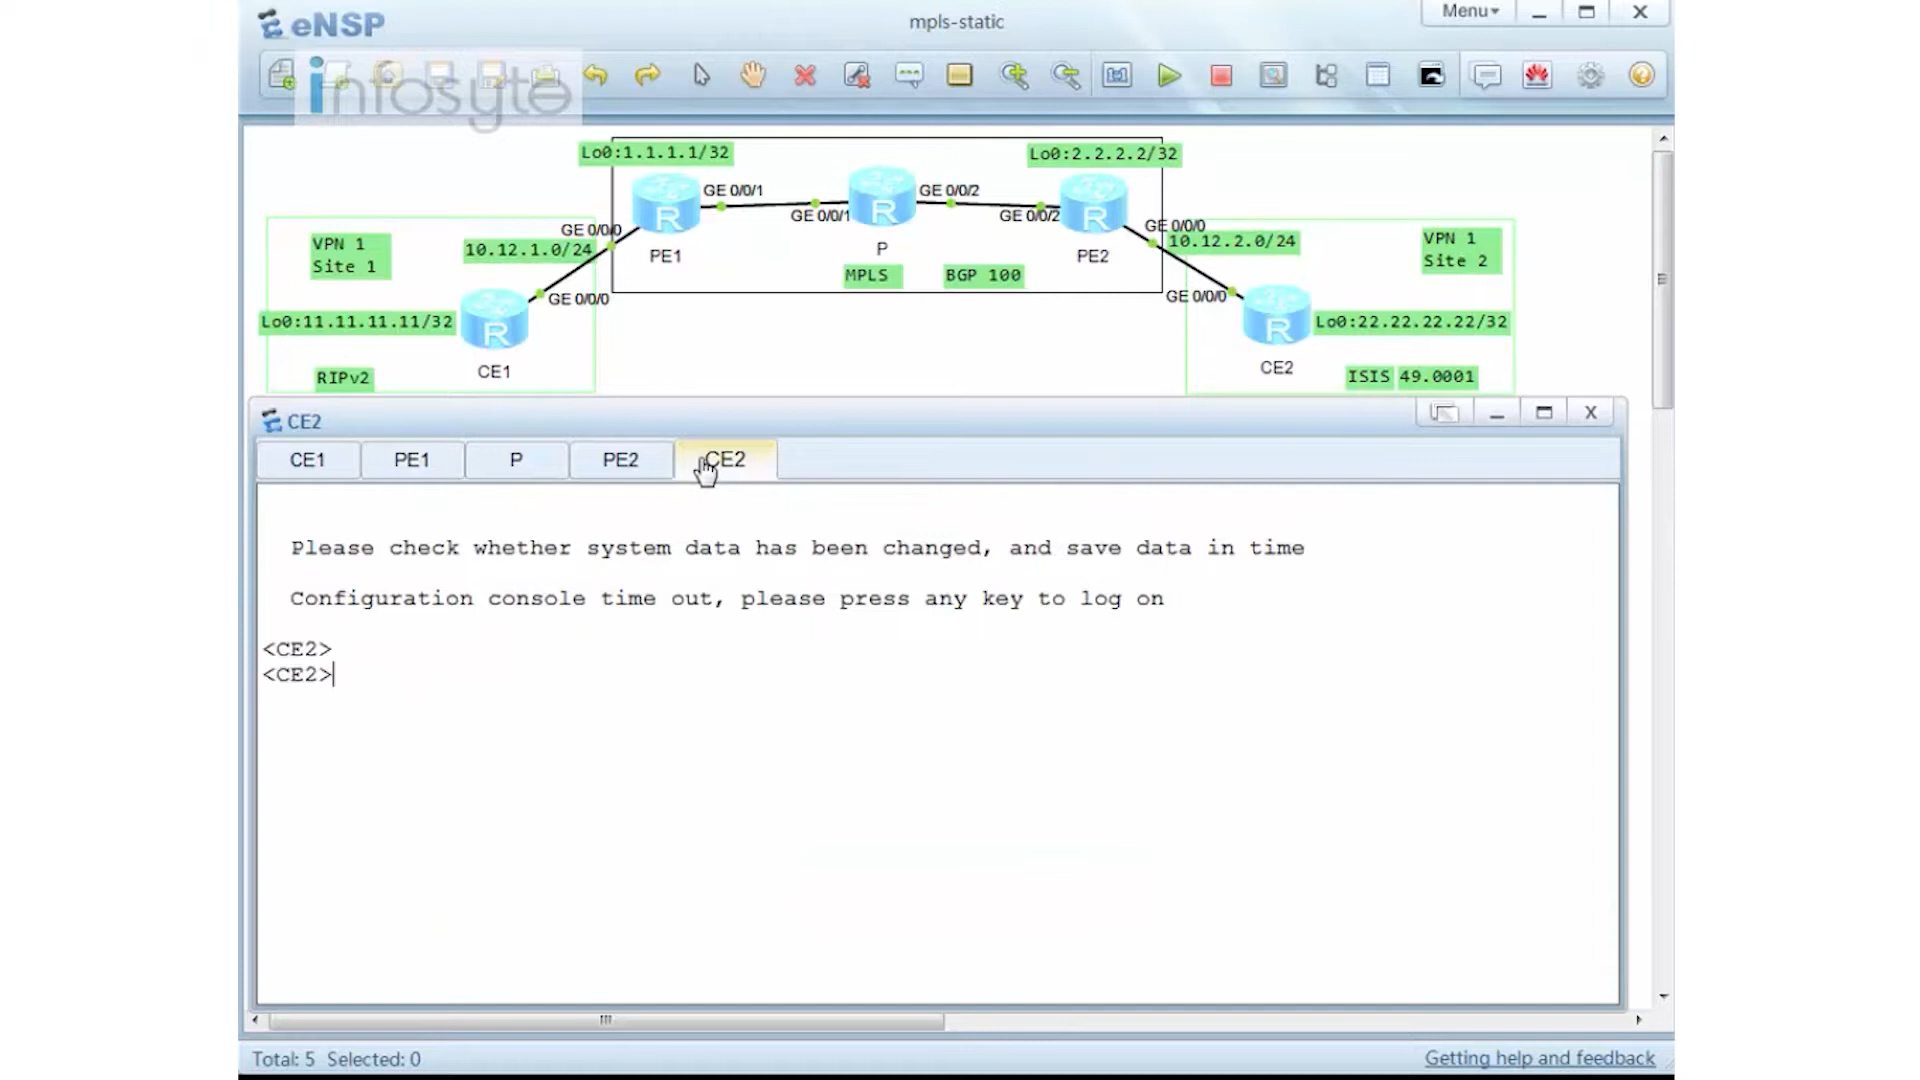 eNSP
mpls-static
Menu
infosyte
Lo0:1.1.1.1/32
Lo0:2.2.2.2/32
GE 0/0/1
GE 0/0/2
GE 0/0/1
GE 0/0/2
GE 0/0/0
GE 0/0/0
VPN 1
Site 1
10.12.1.0/24
PE1
P
PE2
10.12.2.0/24
VPN 1
Site 2
MPLS
BGP 100
GE 0/0/0
GE 0/0/0
Lo0:11.11.11.11/32
Lo0:22.22.22.22/32
CE1
CE2
RIPv2
ISIS
49.0001
CE2
CE1
PE1
P
PE2
CE2
Please check whether system data has been changed, and save data in time
Configuration console time out, please press any key to log on
<CE2>
<CE2>
Total: 5 Selected: 0
Getting help and feedback